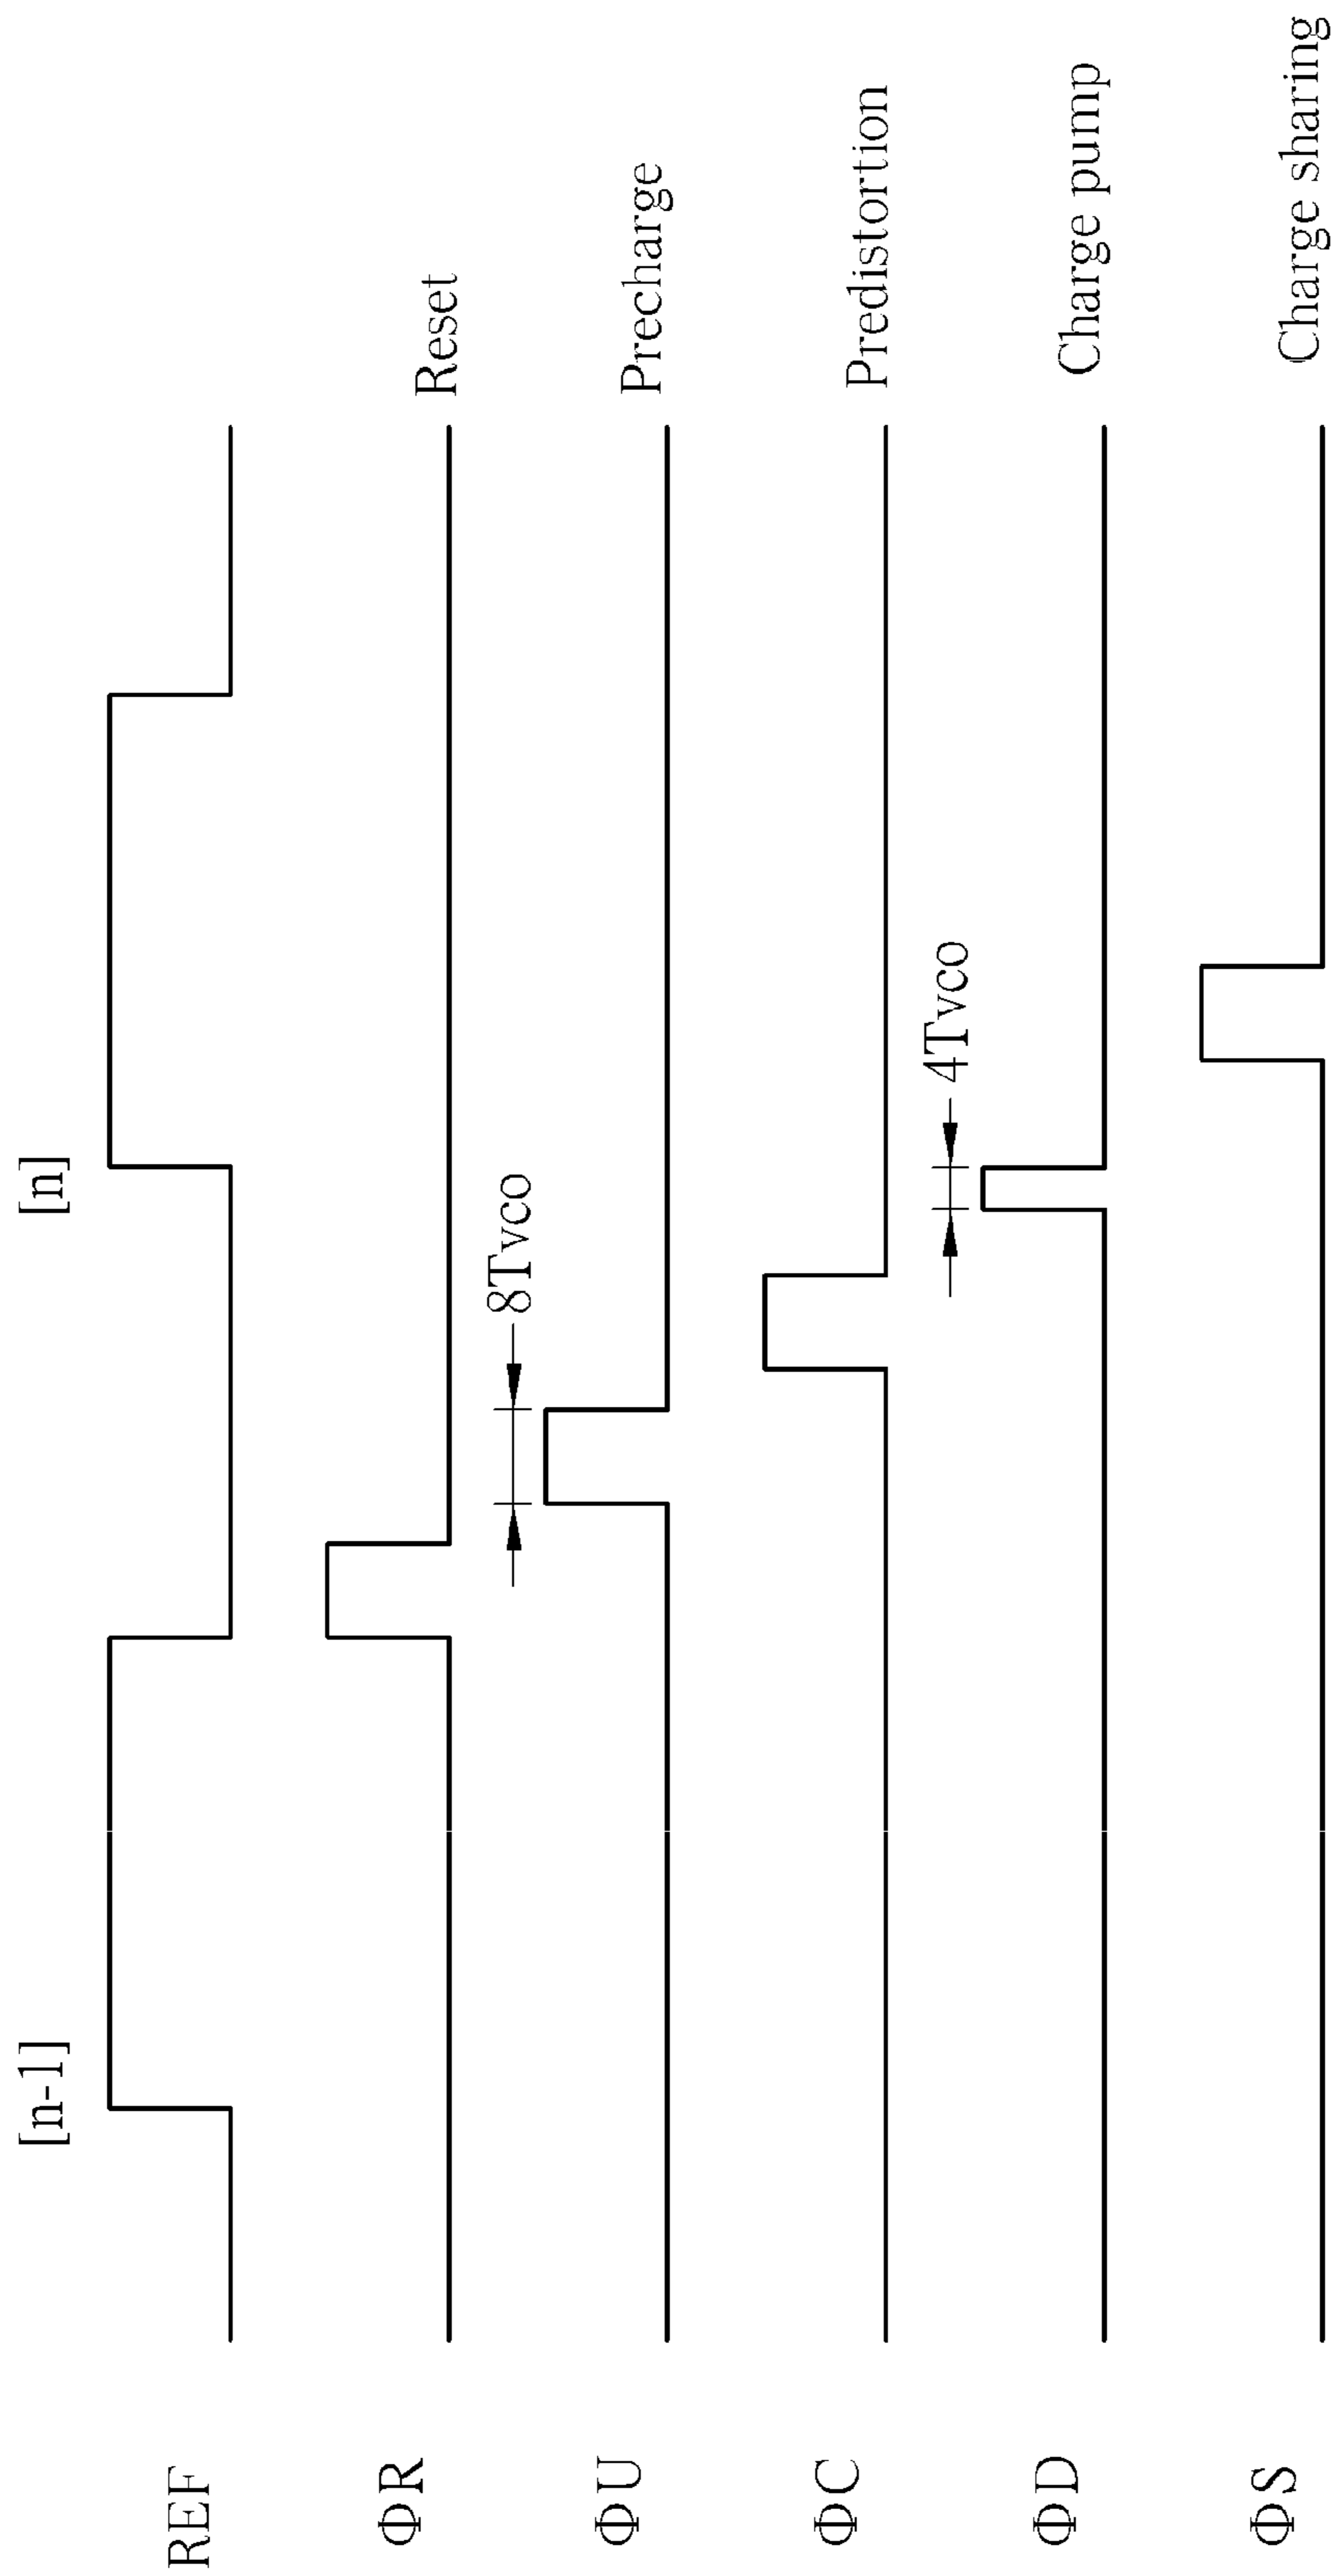 [n-1]
[n]
REF
ΦR
Reset
8Tvco
ΦU
Precharge
ΦC
Predistortion
4Tvco
ΦD
Charge pump
ΦS
Charge sharing